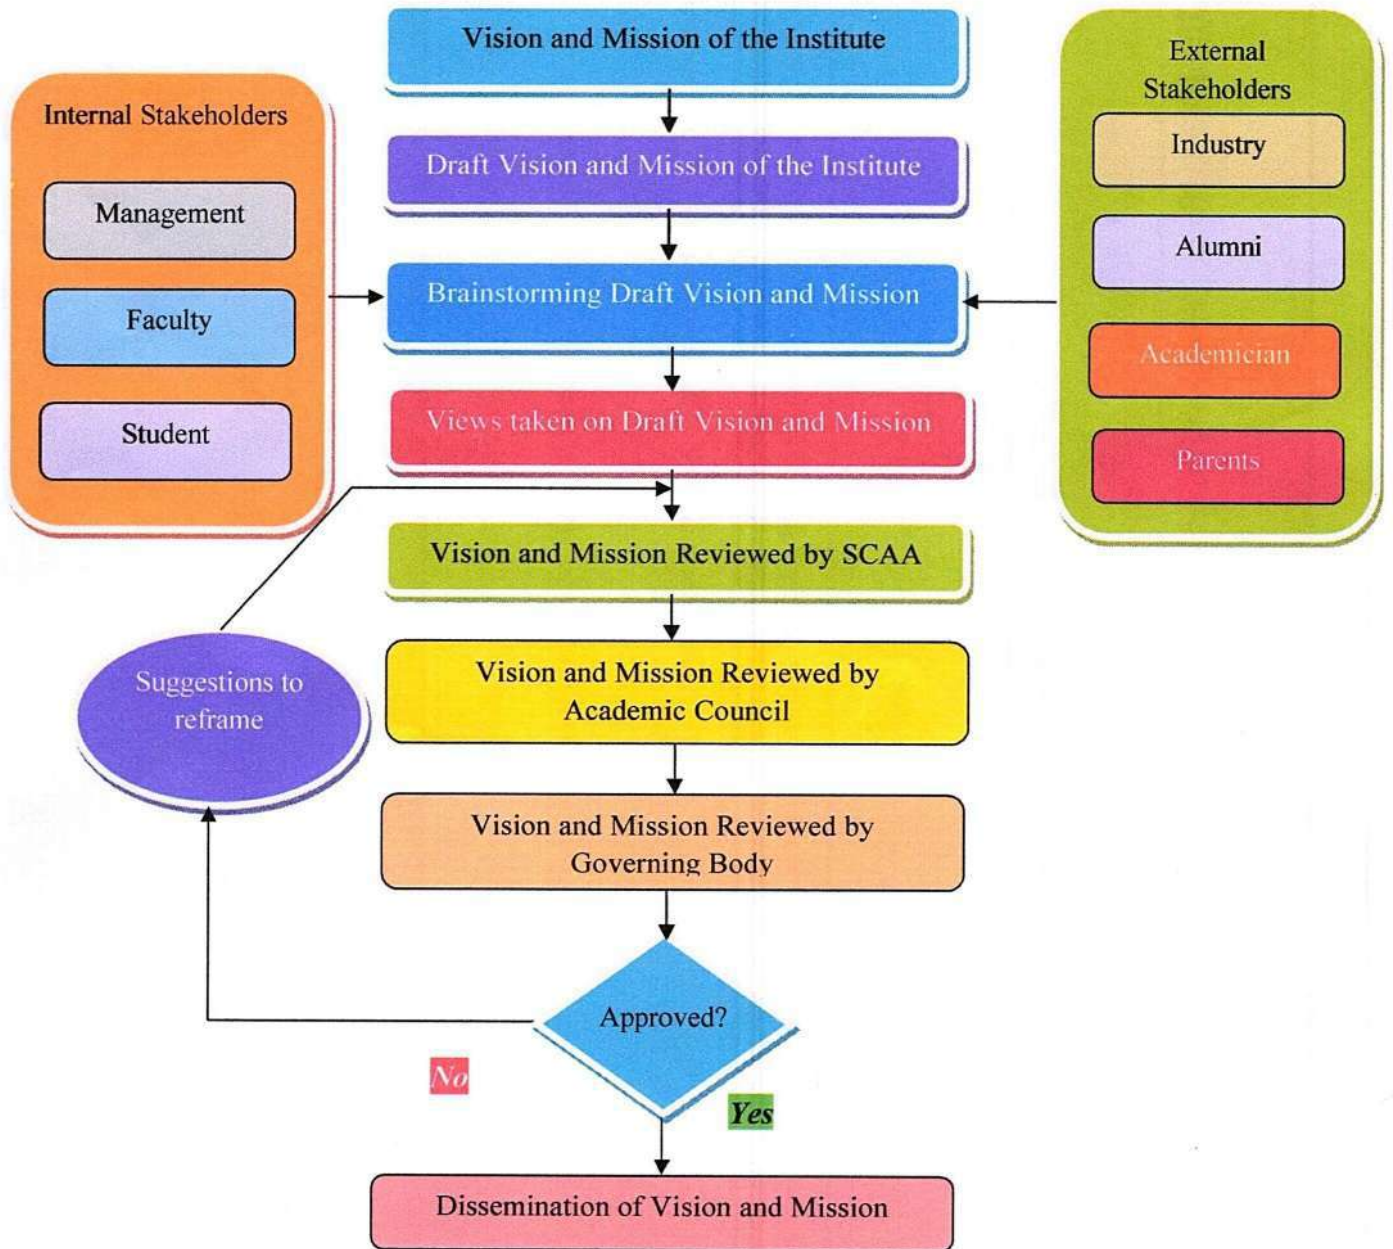 Vision and Mission of the Institute
Internal Stakeholders
Management
Faculty
Student
External
Stakeholders
Industry
Alumni
Academician
Parents
Draft Vision and Mission of the Institute
Brainstorming Draft Vision and Mission
Views taken on Draft Vision and Mission
Vision and Mission Reviewed by SCAA
Vision and Mission Reviewed by
Academic Council
Suggestions to
reframe
Vision and Mission Reviewed by
Governing Body
Approved?
No
Yes
Dissemination of Vision and Mission